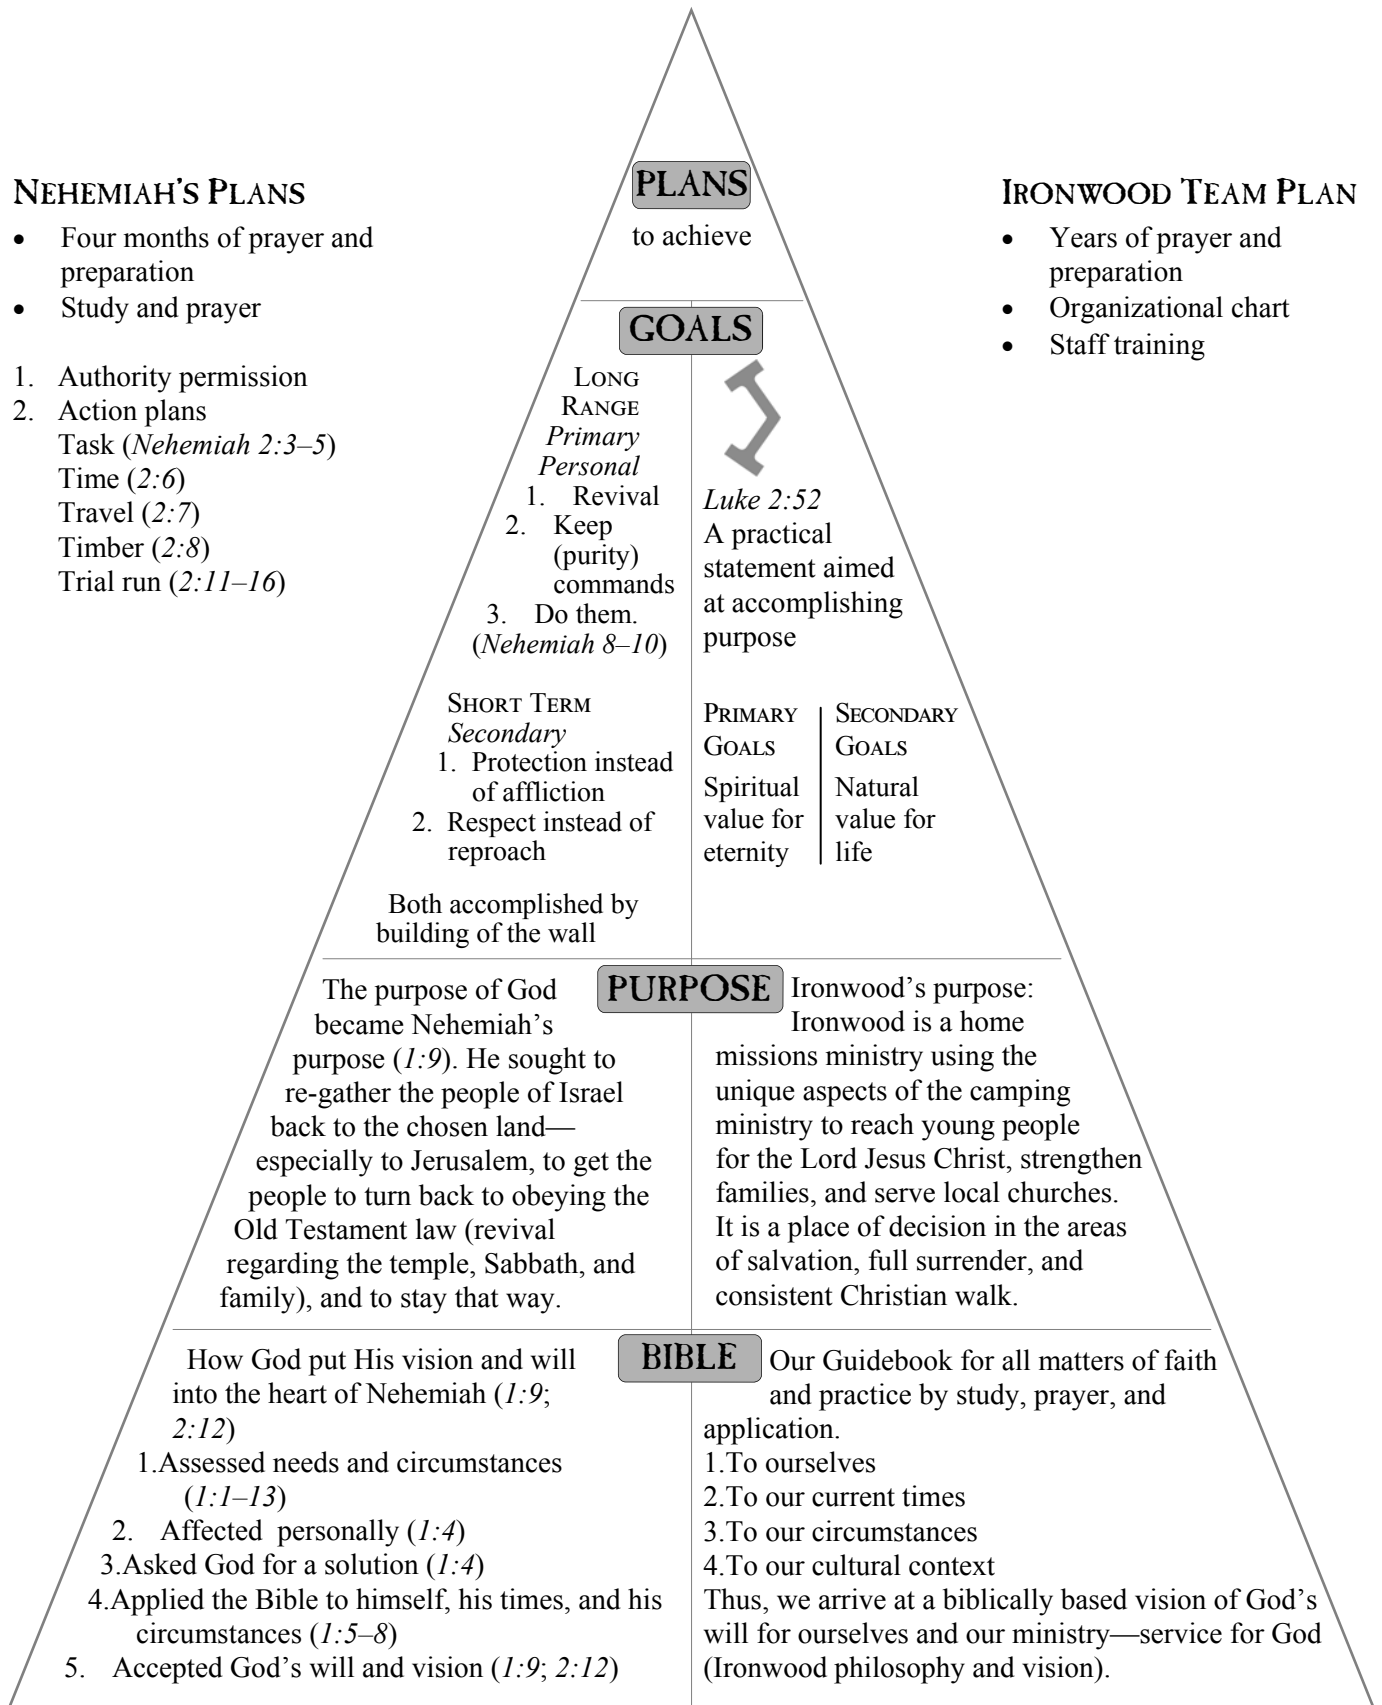 PLANS
to achieve
NEHEMIAH'S PLANS
• Four months of prayer and
preparation
• Study and prayer
1. Authority permission
2. Action plans
Task (Nehemiah 2:3–5)
Time (2:6)
Travel (2:7)
Timber (2:8)
Trial run (2:11–16)
IRONWOOD TEAM PLAN
• Years of prayer and
preparation
• Organizational chart
• Staff training
GOALS
LONG
RANGE
Primary
Personal
1. Revival
2. Keep
(purity)
commands
3. Do them.
(Nehemiah 8–10)
SHORT TERM
Secondary
1. Protection instead
of affliction
2. Respect instead of
reproach
Both accomplished by
building of the wall
Luke 2:52
A practical
statement aimed
at accomplishing
purpose
PRIMARY
GOALS
Spiritual
value for
eternity
SECONDARY
GOALS
Natural
value for
life
PURPOSE
The purpose of God
became Nehemiah's
purpose (1:9). He sought to
re-gather the people of Israel
back to the chosen land—
especially to Jerusalem, to get the
people to turn back to obeying the
Old Testament law (revival
regarding the temple, Sabbath, and
family), and to stay that way.
Ironwood's purpose:
Ironwood is a home
missions ministry using the
unique aspects of the camping
ministry to reach young people
for the Lord Jesus Christ, strengthen
families, and serve local churches.
It is a place of decision in the areas
of salvation, full surrender, and
consistent Christian walk.
BIBLE
How God put His vision and will
into the heart of Nehemiah (1:9;
2:12)
1.Assessed needs and circumstances
(1:1–13)
2. Affected personally (1:4)
3.Asked God for a solution (1:4)
4.Applied the Bible to himself, his times, and his
circumstances (1:5–8)
5. Accepted God's will and vision (1:9; 2:12)
Our Guidebook for all matters of faith
and practice by study, prayer, and
application.
1.To ourselves
2.To our current times
3.To our circumstances
4.To our cultural context
Thus, we arrive at a biblically based vision of God's
will for ourselves and our ministry—service for God
(Ironwood philosophy and vision).